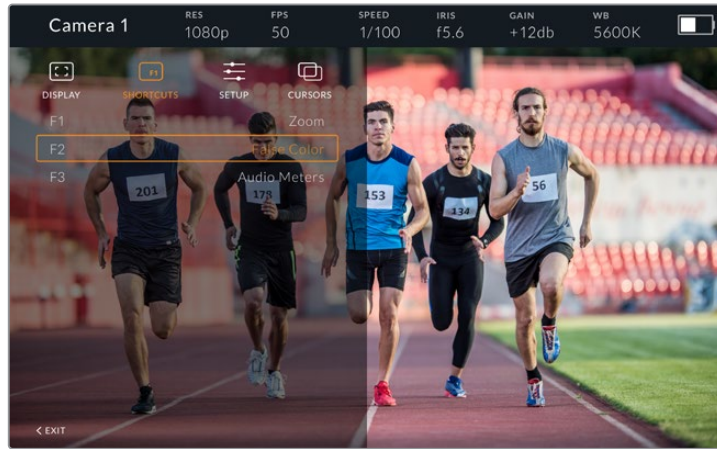 Camera 1
RES
1080p
FPS
50
SPEED
1/100
IRIS
f5.6
GAIN
+12db
WB
5600K
DISPLAY
F1
SHORTCUTS
SETUP
CURSORS
F1 Zoom
F2 False Color
F3 Audio Meters
201
178
153
134
56
< EXIT